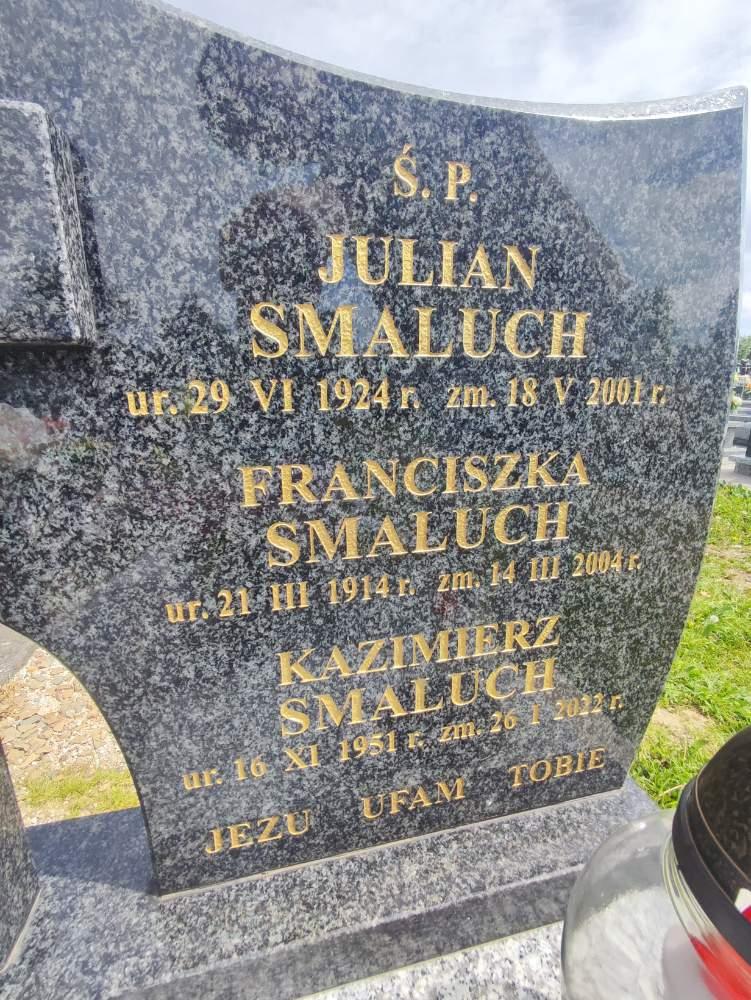 Ś. P.
JULIAN
SMALUCH
ur. 29 VI 1924 r. zm. 18 V 2001 r.
FRANCISZKA
SMALUCH
ur. 21 III 1914 r. zm. 14 III 2004 r.
KAZIMIERZ
SMALUCH
ur. 16 XI 1951 r. zm. 26 I 2022 r.
JEZU UFAM TOBIE